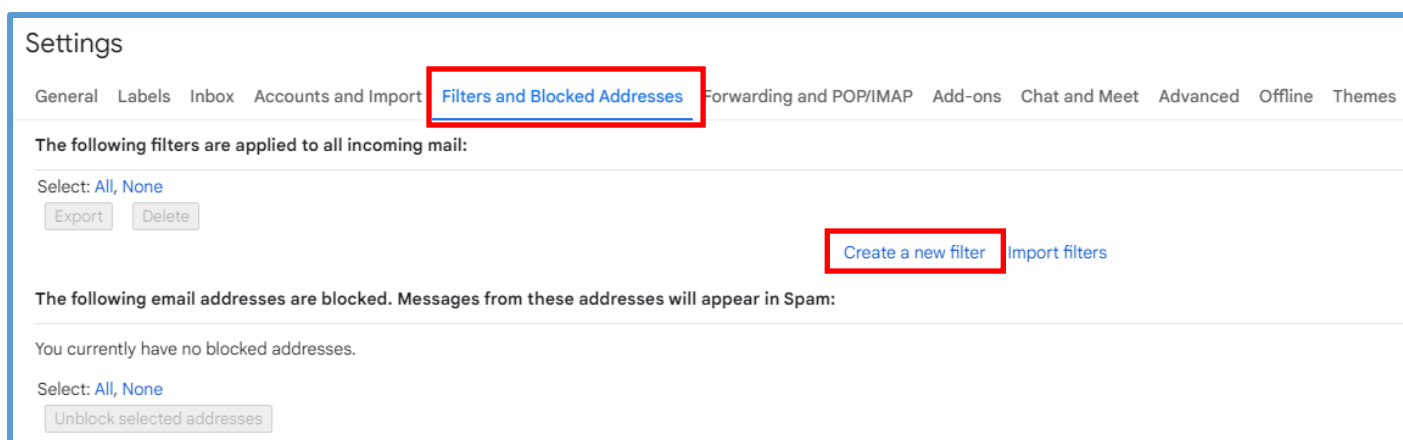 Settings
General Labels Inbox Accounts and Import Filters and Blocked Addresses Forwarding and POP/IMAP Add-ons Chat and Meet Advanced Offline Themes
The following filters are applied to all incoming mail:
Select: All, None
Export Delete
Create a new filter Import filters
The following email addresses are blocked. Messages from these addresses will appear in Spam:
You currently have no blocked addresses.
Select: All, None
Unblock selected addresses